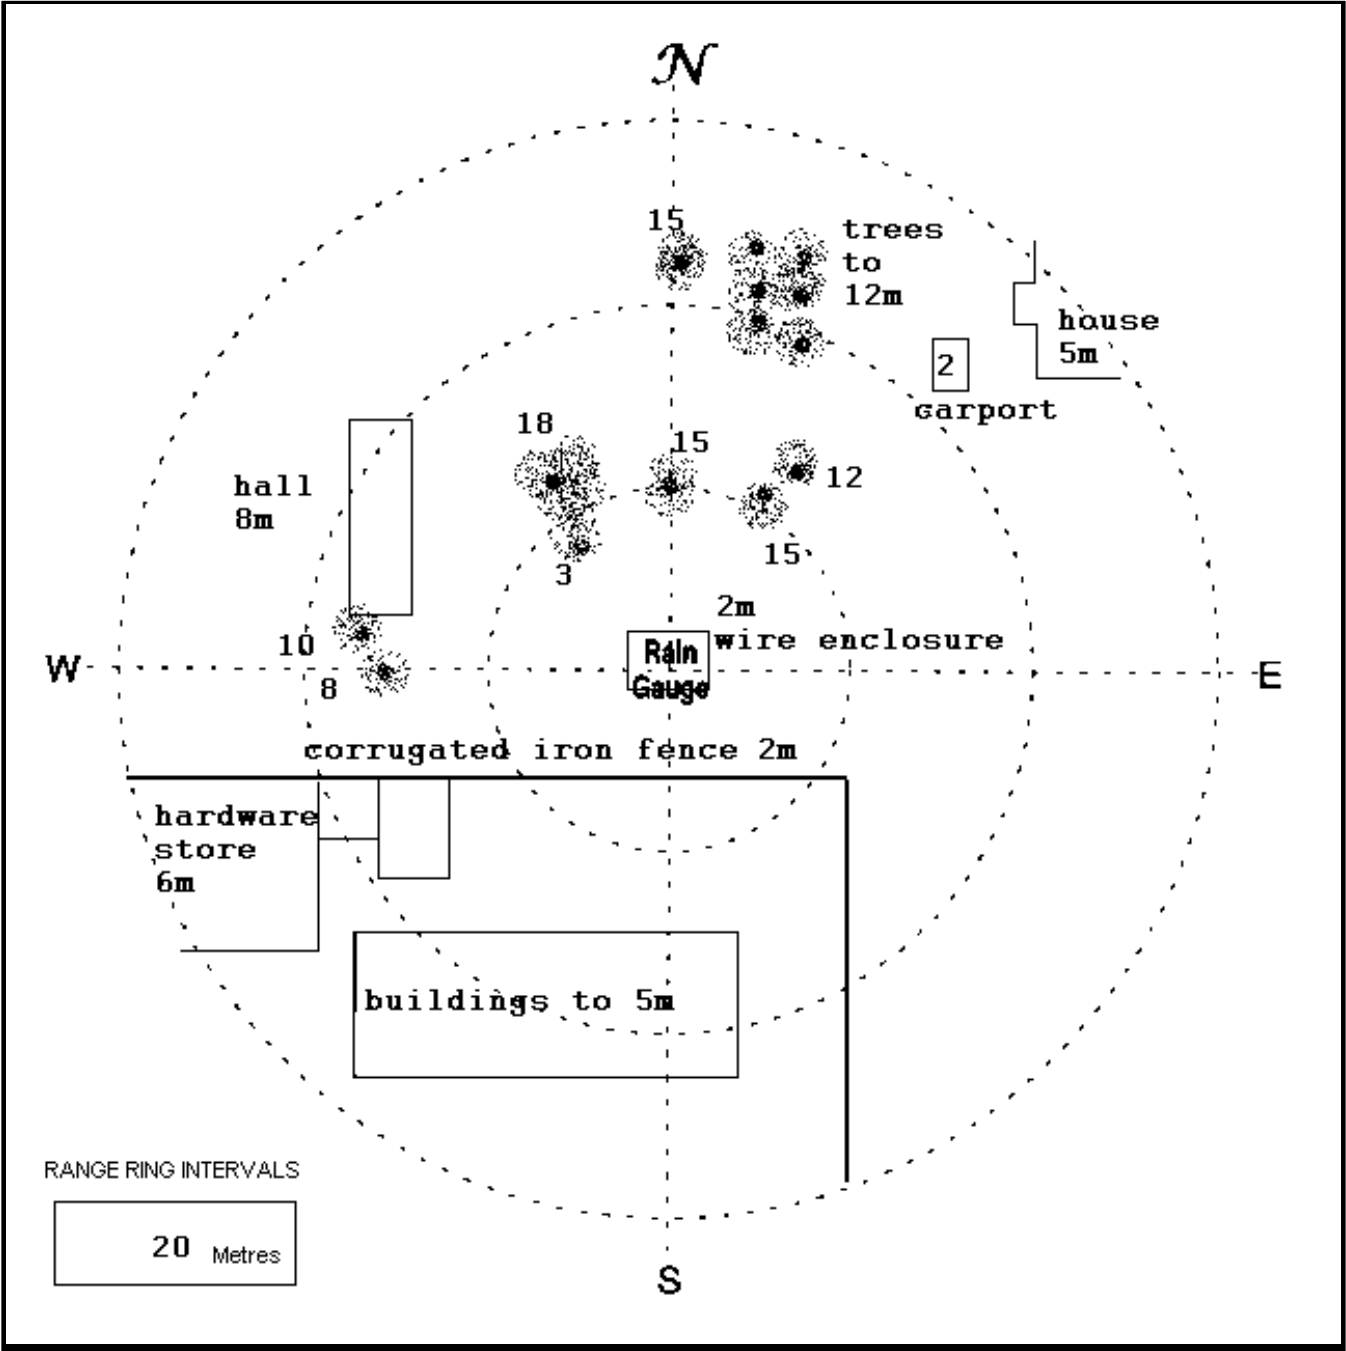 N
15
trees
to
12m
house
5m
2
carport
18
15
12
hall
8m
15
3
2m
wire enclosure
Rain
Gauge
10
W
E
8
corrugated iron fence 2m
hardware
store
6m
buildings to 5m
RANGE RING INTERVALS
20 Metres
S